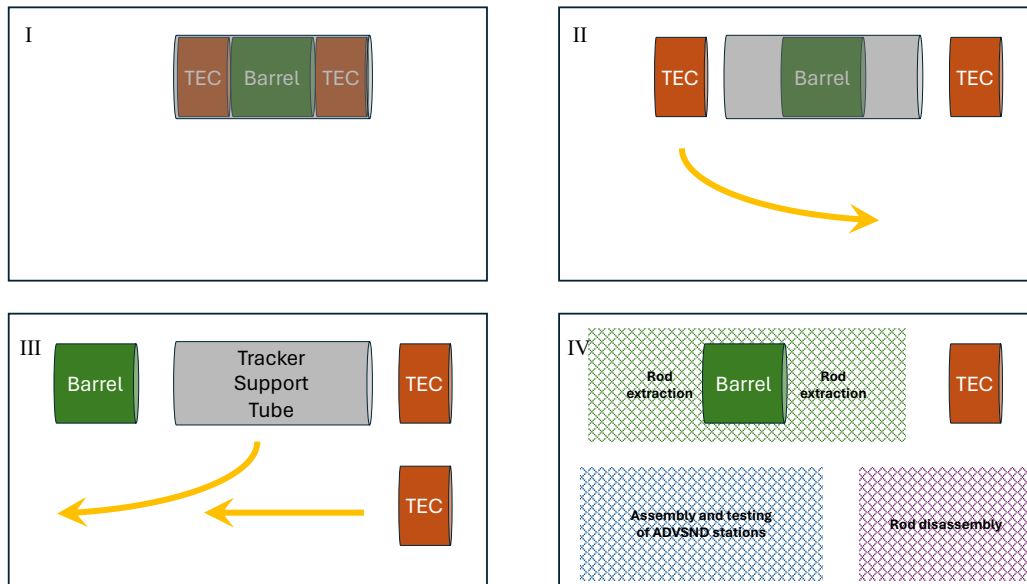 I
TEC Barrel TEC
II
TEC Barrel TEC
III
Barrel
Tracker
Support
Tube
TEC
TEC
IV
Rod
extraction
Barrel
Rod
extraction
TEC
Assembly and testing
of ADVSND stations
Rod disassembly